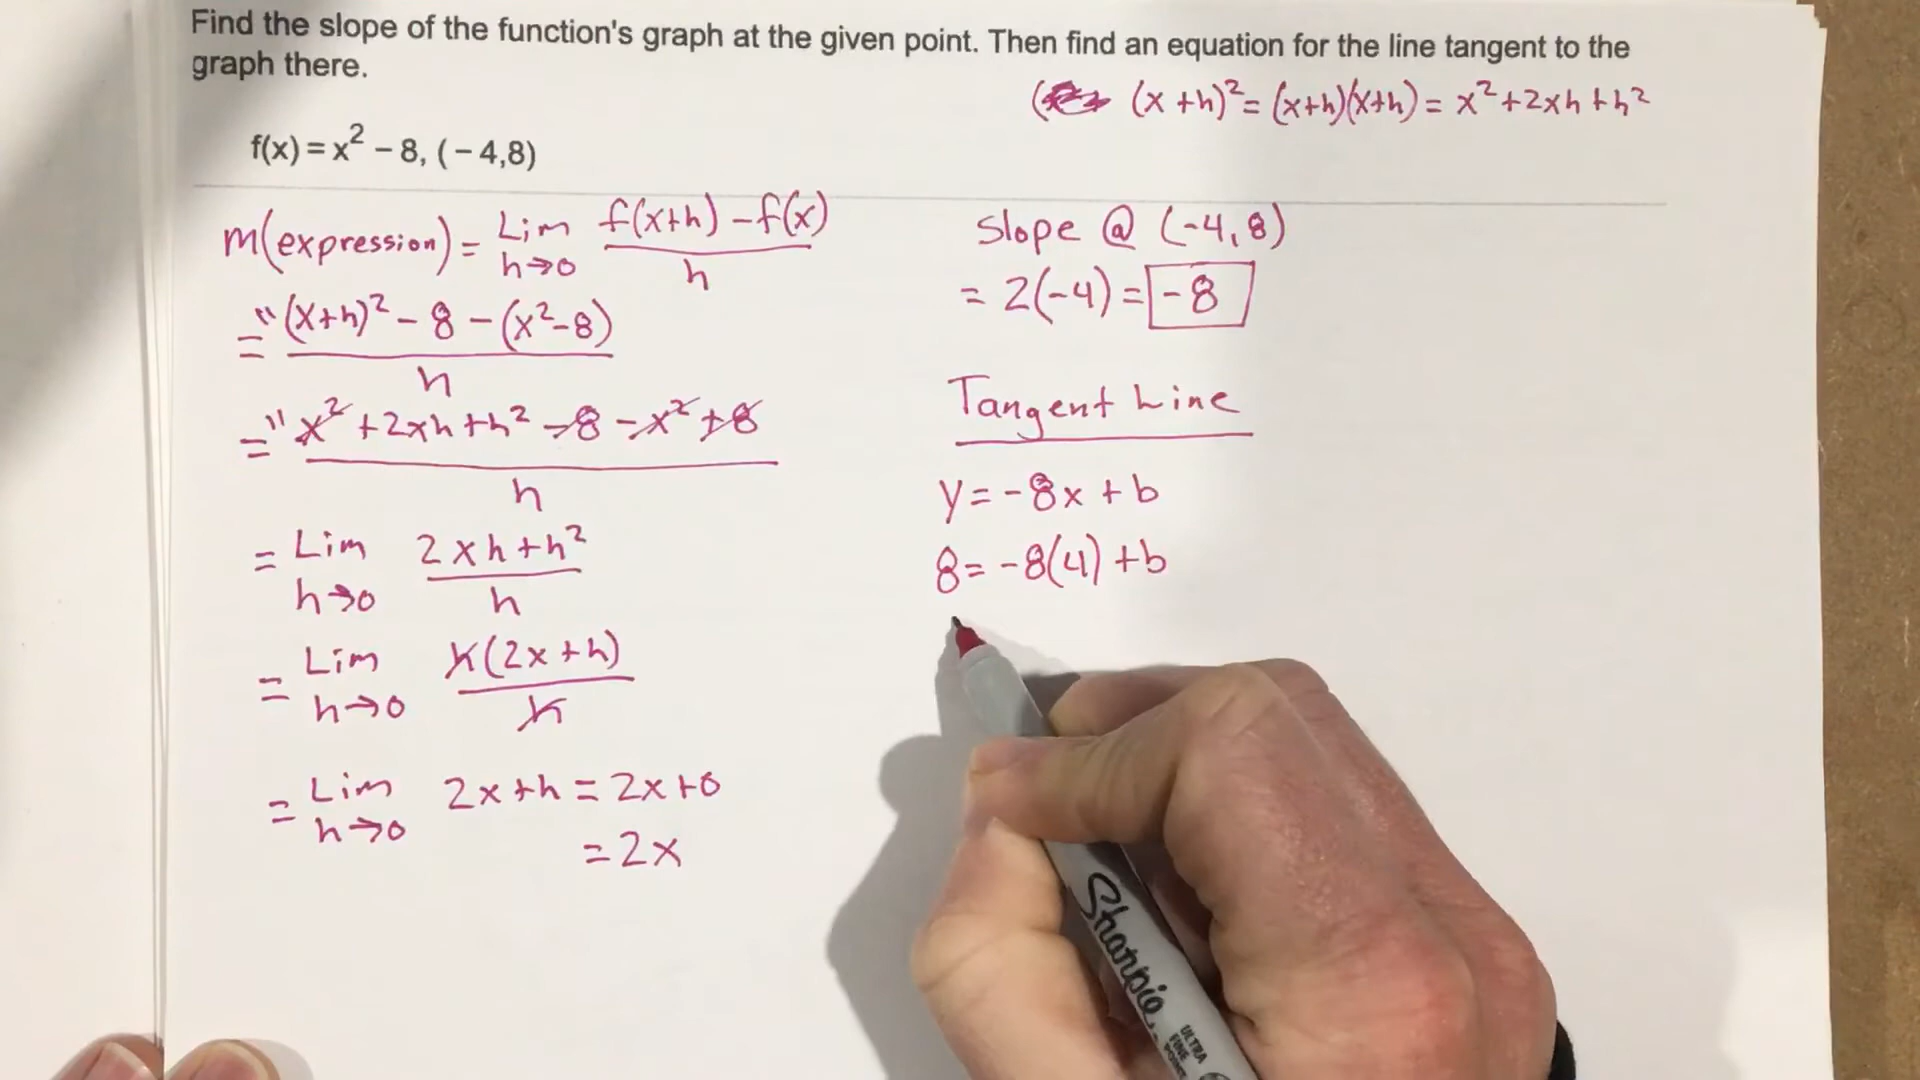 Find the slope of the function's graph at the given point. Then find an equation for the line tangent to the
graph there.
(x+h)² = (x+h)(x+h) = x²+2xh+h²
f(x) = x² – 8, ( – 4,8)
m(expression) = Lim h→0 f(x+h) – f(x) / h
= " (x+h)² – 8 – (x²–8) / h
= " x² + 2xh + h² – 8 – x² + 8 / h
= Lim h→0 2xh+h² / h
= Lim h→0 h(2x+h) / h
= Lim h→0 2x+h = 2x+0
= 2x
Slope @ (-4,8)
= 2(-4) = -8
Tangent Line
y = -8x + b
8 = -8(4) + b
Sharpie
ULTRA
FINE